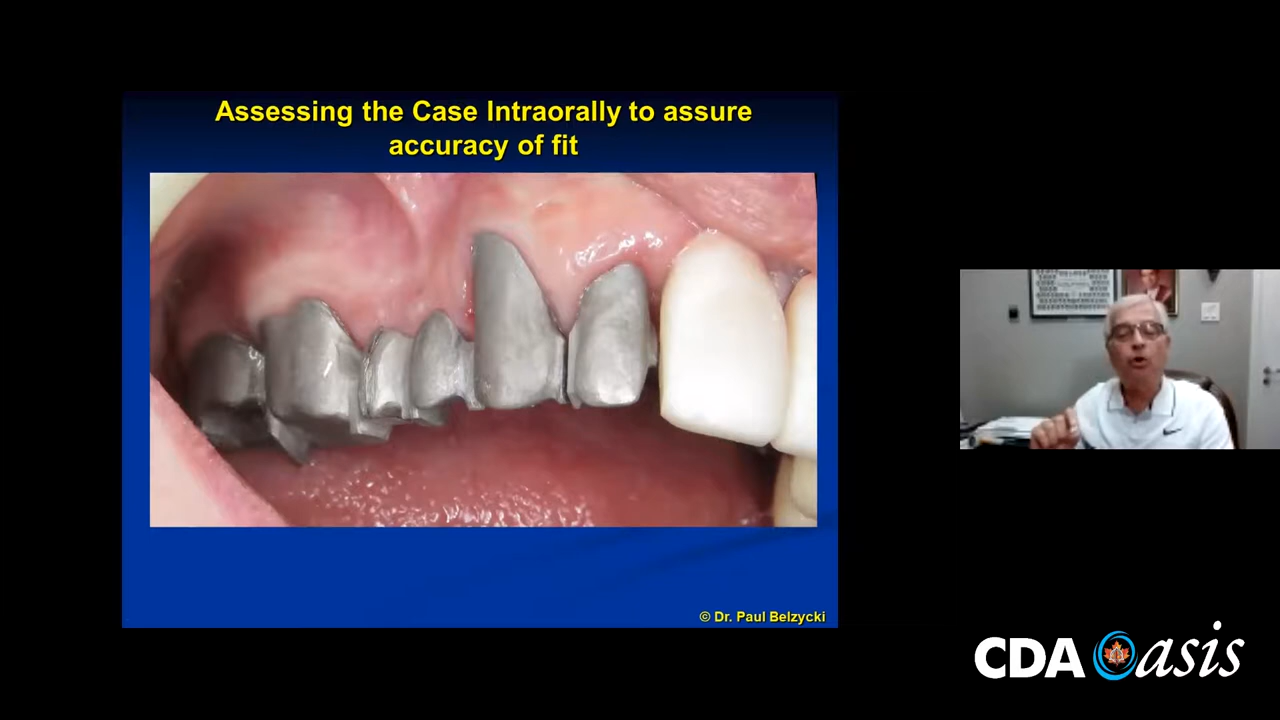 Assessing the Case Intraorally to assure
accuracy of fit
© Dr. Paul Belzycki
CDA Oasis